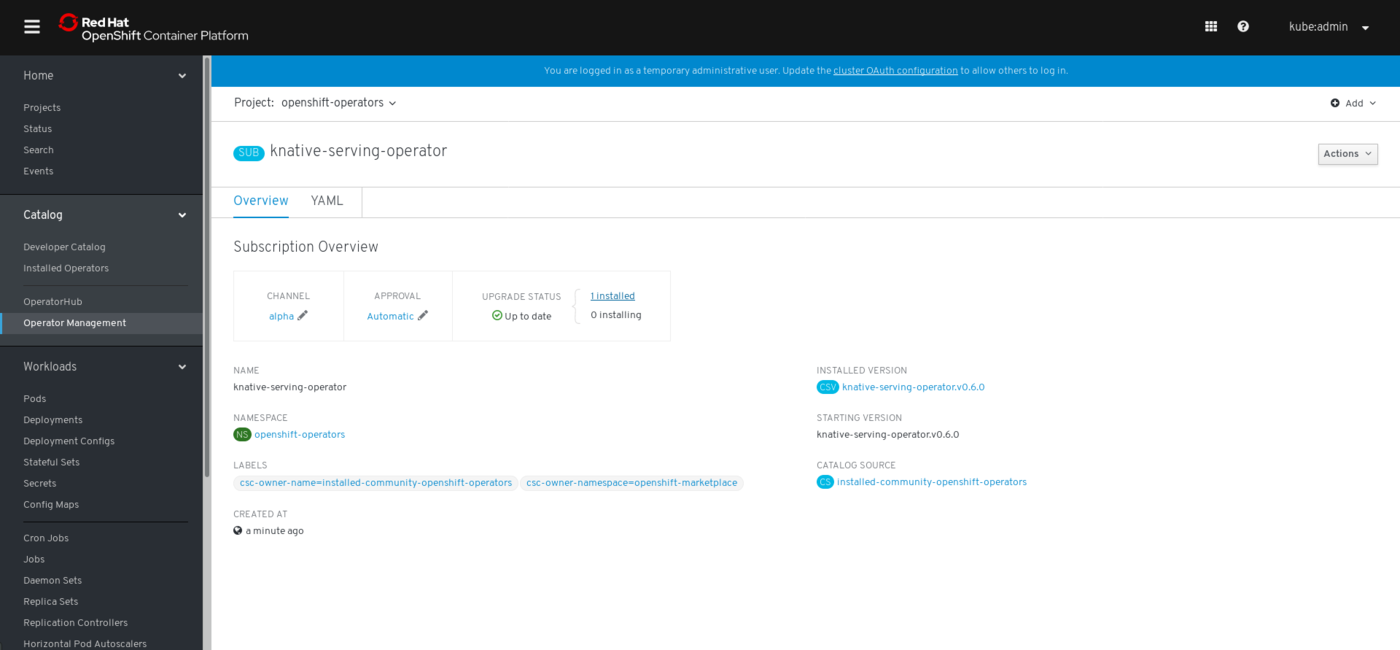 Red Hat
OpenShift Container Platform
kube:admin
Home
Projects
Status
Search
Events
Catalog
Developer Catalog
Installed Operators
OperatorHub
Operator Management
Workloads
Pods
Deployments
Deployment Configs
Stateful Sets
Secrets
Config Maps
Cron Jobs
Jobs
Daemon Sets
Replica Sets
Replication Controllers
Horizontal Pod Autoscalers
You are logged in as a temporary administrative user. Update the cluster OAuth configuration to allow others to log in.
Project: openshift-operators
Add
SUB knative-serving-operator
Actions
Overview YAML
Subscription Overview
CHANNEL
alpha
APPROVAL
Automatic
UPGRADE STATUS
Up to date
1 installed
0 installing
NAME
knative-serving-operator
NAMESPACE
NS openshift-operators
LABELS
csc-owner-name=installed-community-openshift-operators csc-owner-namespace=openshift-marketplace
CREATED AT
a minute ago
INSTALLED VERSION
CSV knative-serving-operator.v0.6.0
STARTING VERSION
knative-serving-operator.v0.6.0
CATALOG SOURCE
CS installed-community-openshift-operators